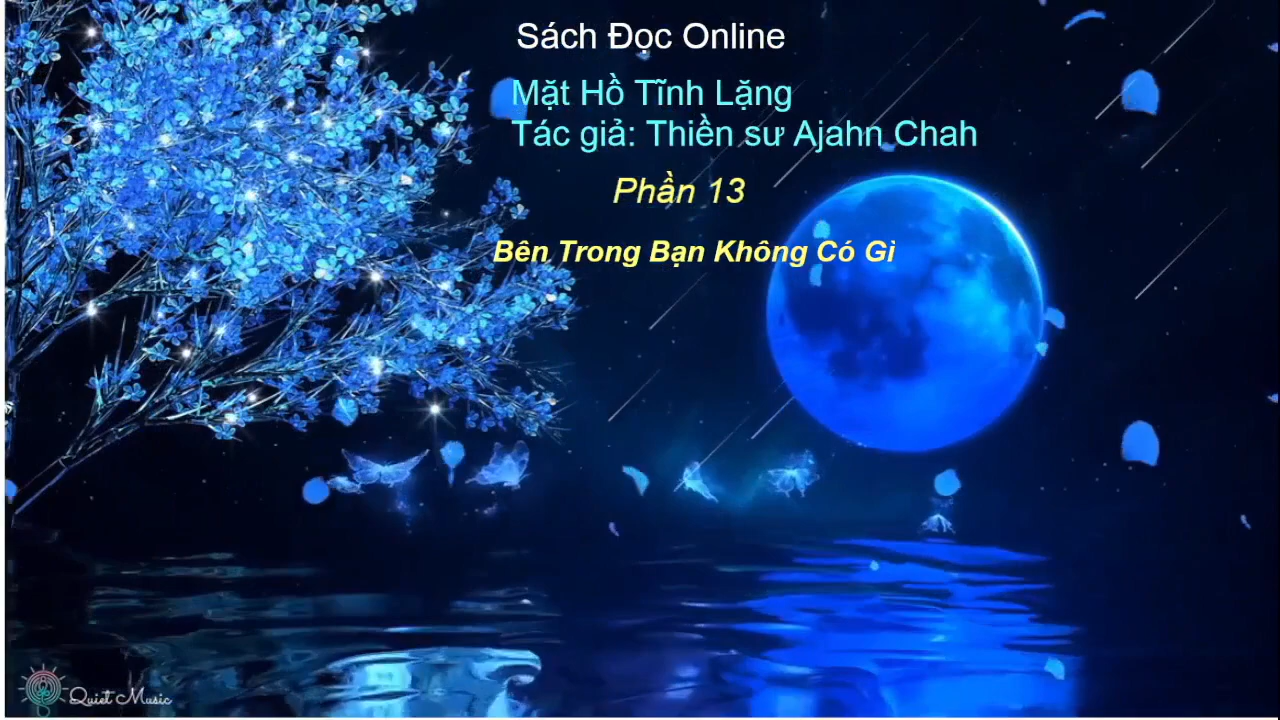 Sách Đọc Online
Mặt Hồ Tĩnh Lặng
Tác giả: Thiền sư Ajahn Chah
Phần 13
Bên Trong Bạn Không Có Gì
Quiet Music